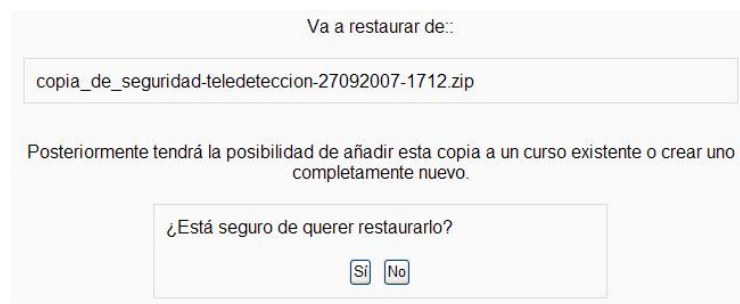 Va a restaurar de::
copia_de_seguridad-teledeteccion-27092007-1712.zip
Posteriormente tendrá la posibilidad de añadir esta copia a un curso existente o crear uno
completamente nuevo.
¿Está seguro de querer restaurarlo?
Sí No